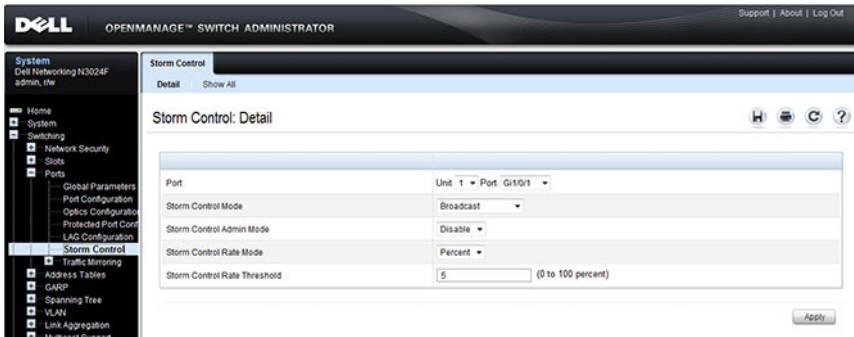 Support | About | Log Out
DELL OPENMANAGE™ SWITCH ADMINISTRATOR
System
Dell Networking N3024F
admin, r/w
Home
System
Switching
Network Security
Slots
Ports
Global Parameters
Port Configuration
Optics Configuratio
Protected Port Conf
LAG Configuration
Storm Control
Traffic Mirroring
Address Tables
GARP
Spanning Tree
VLAN
Link Aggregation
Multicast Support
Storm Control
Detail Show All
Storm Control: Detail
Port Unit 1 Port Gi1/0/1
Storm Control Mode Broadcast
Storm Control Admin Mode Disable
Storm Control Rate Mode Percent
Storm Control Rate Threshold 5 (0 to 100 percent)
Apply